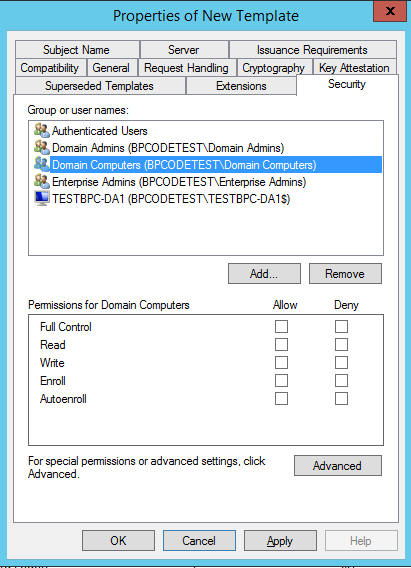 Properties of New Template
x
Subject Name Server Issuance Requirements
Compatibility General Request Handling Cryptography Key Attestation
Superseded Templates Extensions Security
Group or user names:
Authenticated Users
Domain Admins (BPCODETEST\Domain Admins)
Domain Computers (BPCODETEST\Domain Computers)
Enterprise Admins (BPCODETEST\Enterprise Admins)
TESTBPC-DA1 (BPCODETEST\TESTBPC-DA1$)
Add... Remove
Permissions for Domain Computers Allow Deny
Full Control
Read
Write
Enroll
Autoenroll
For special permissions or advanced settings, click
Advanced.
Advanced
OK Cancel Apply Help